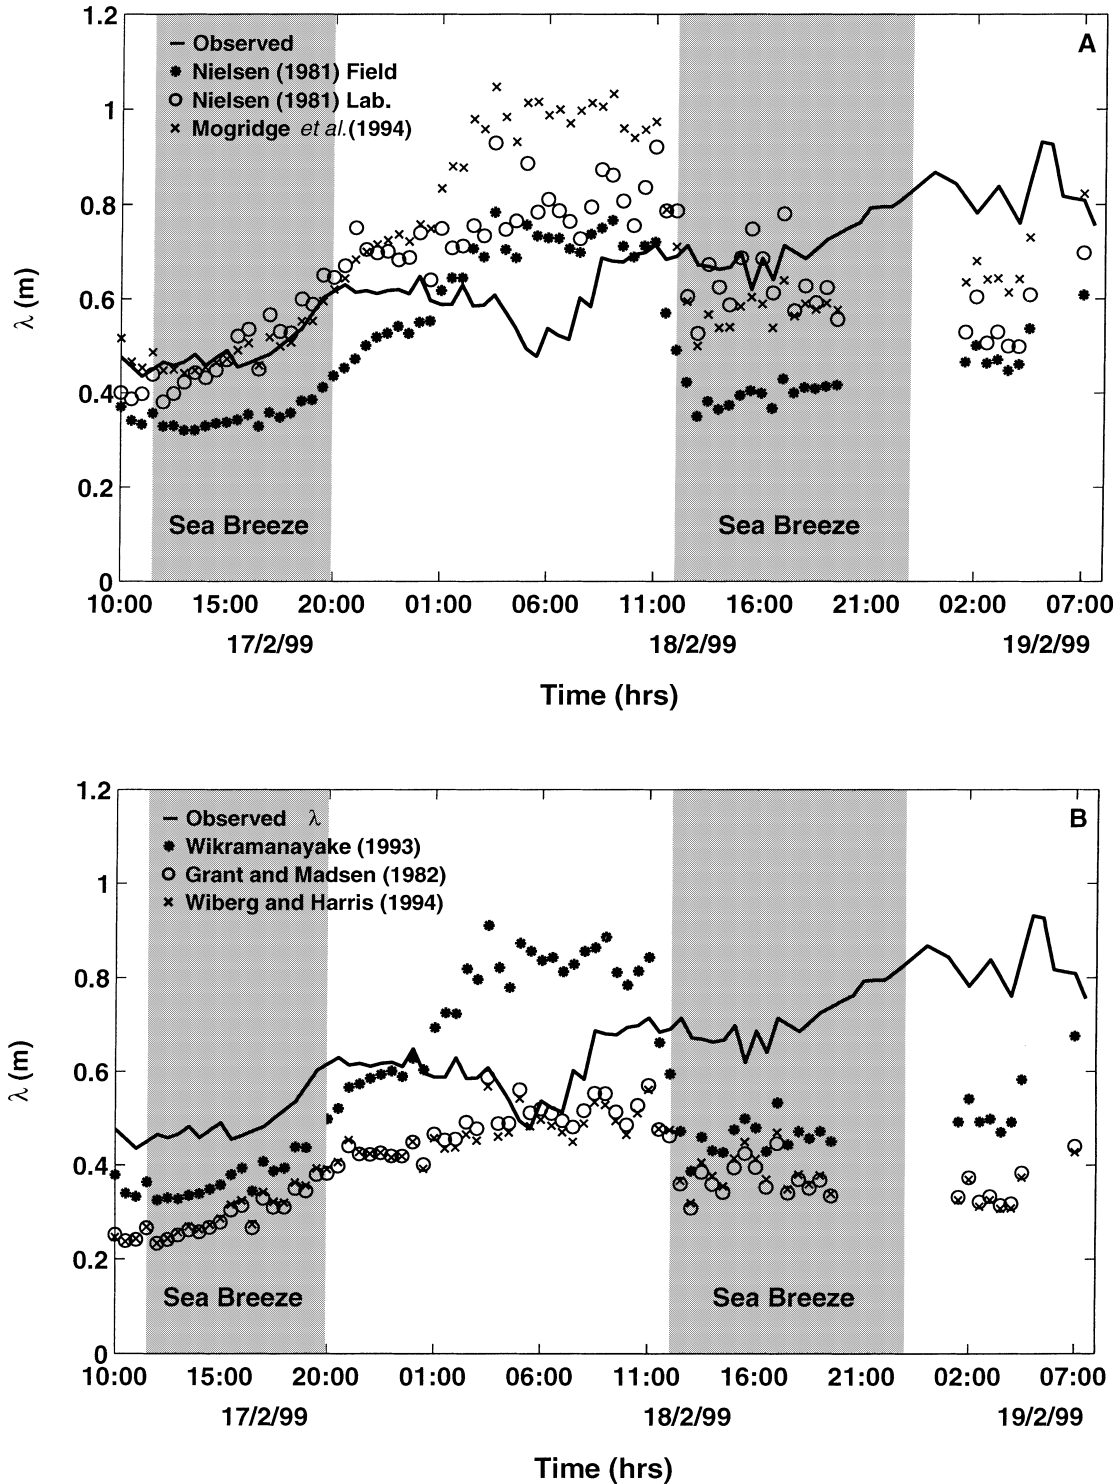 1.2
A
Observed
Nielsen (1981) Field
1
Nielsen (1981) Lab.
Mogridge et al.(1994)
0.8
0.6
λ (m)
0.4
0.2
Sea Breeze
Sea Breeze
0
10:00 15:00 20:00 01:00 06:00 11:00 16:00 21:00 02:00 07:00
17/2/99 18/2/99 19/2/99
Time (hrs)
1.2
B
Observed λ
Wikramanayake (1993)
Grant and Madsen (1982)
1
Wiberg and Harris (1994)
0.8
0.6
λ (m)
0.4
0.2
Sea Breeze
Sea Breeze
0
10:00 15:00 20:00 01:00 06:00 11:00 16:00 21:00 02:00 07:00
17/2/99 18/2/99 19/2/99
Time (hrs)